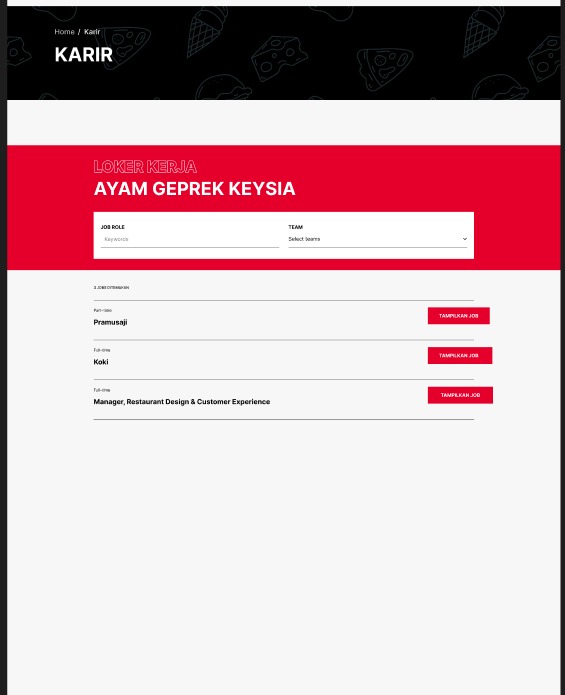 Home / Karir
KARIR
LOKER KERJA
AYAM GEPREK KEYSIA
JOB ROLE
TEAM
Keywords
Select teams
3 JOBS DITEMUKAN
Part-time
Pramusaji
TAMPILKAN JOB
Full-time
Koki
TAMPILKAN JOB
Full-time
Manager, Restaurant Design & Customer Experience
TAMPILKAN JOB